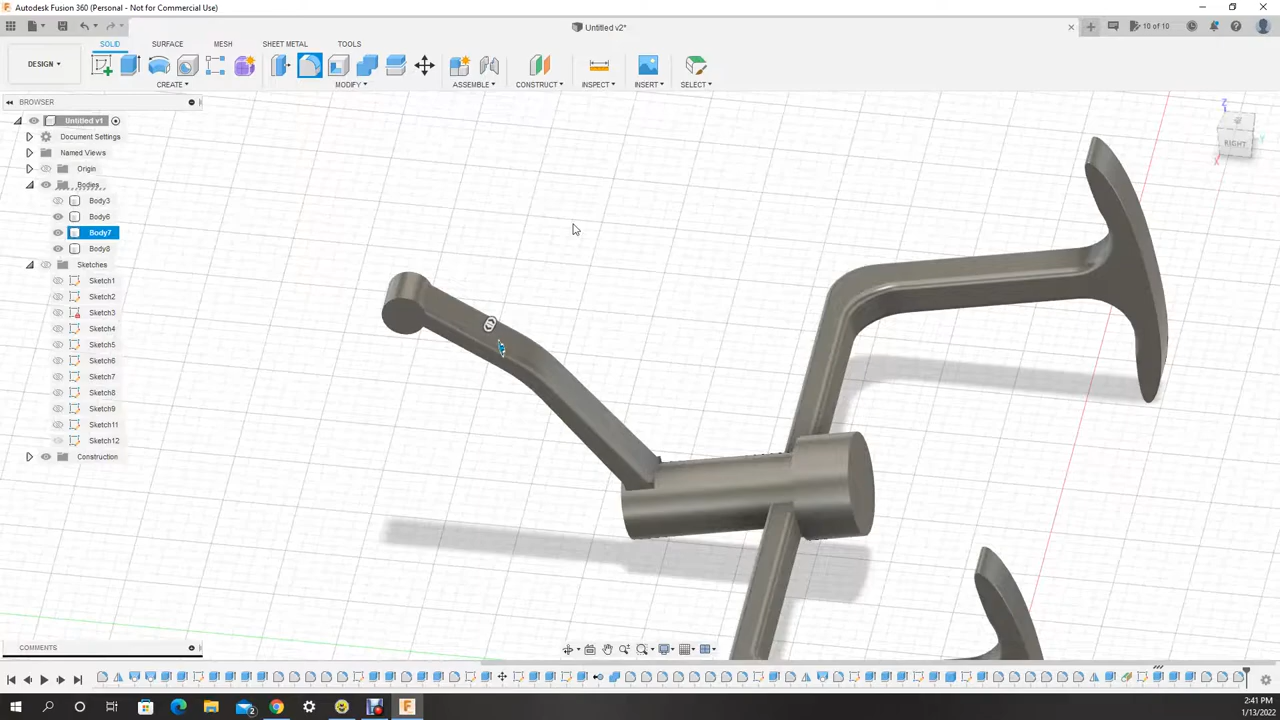 Autodesk Fusion 360 (Personal - Not for Commercial Use)
Untitled v2*
10 of 10
SOLID SURFACE MESH SHEET METAL TOOLS
DESIGN
CREATE MODIFY ASSEMBLE CONSTRUCT INSPECT INSERT SELECT
BROWSER
Untitled v1
Document Settings
Named Views
Origin
Bodies
Body3
Body6
Body7
Body8
Sketches
Sketch1
Sketch2
Sketch3
Sketch4
Sketch5
Sketch6
Sketch7
Sketch8
Sketch9
Sketch11
Sketch12
Construction
Z
Y
RIGHT
X
COMMENTS
2:41 PM
1/13/2022